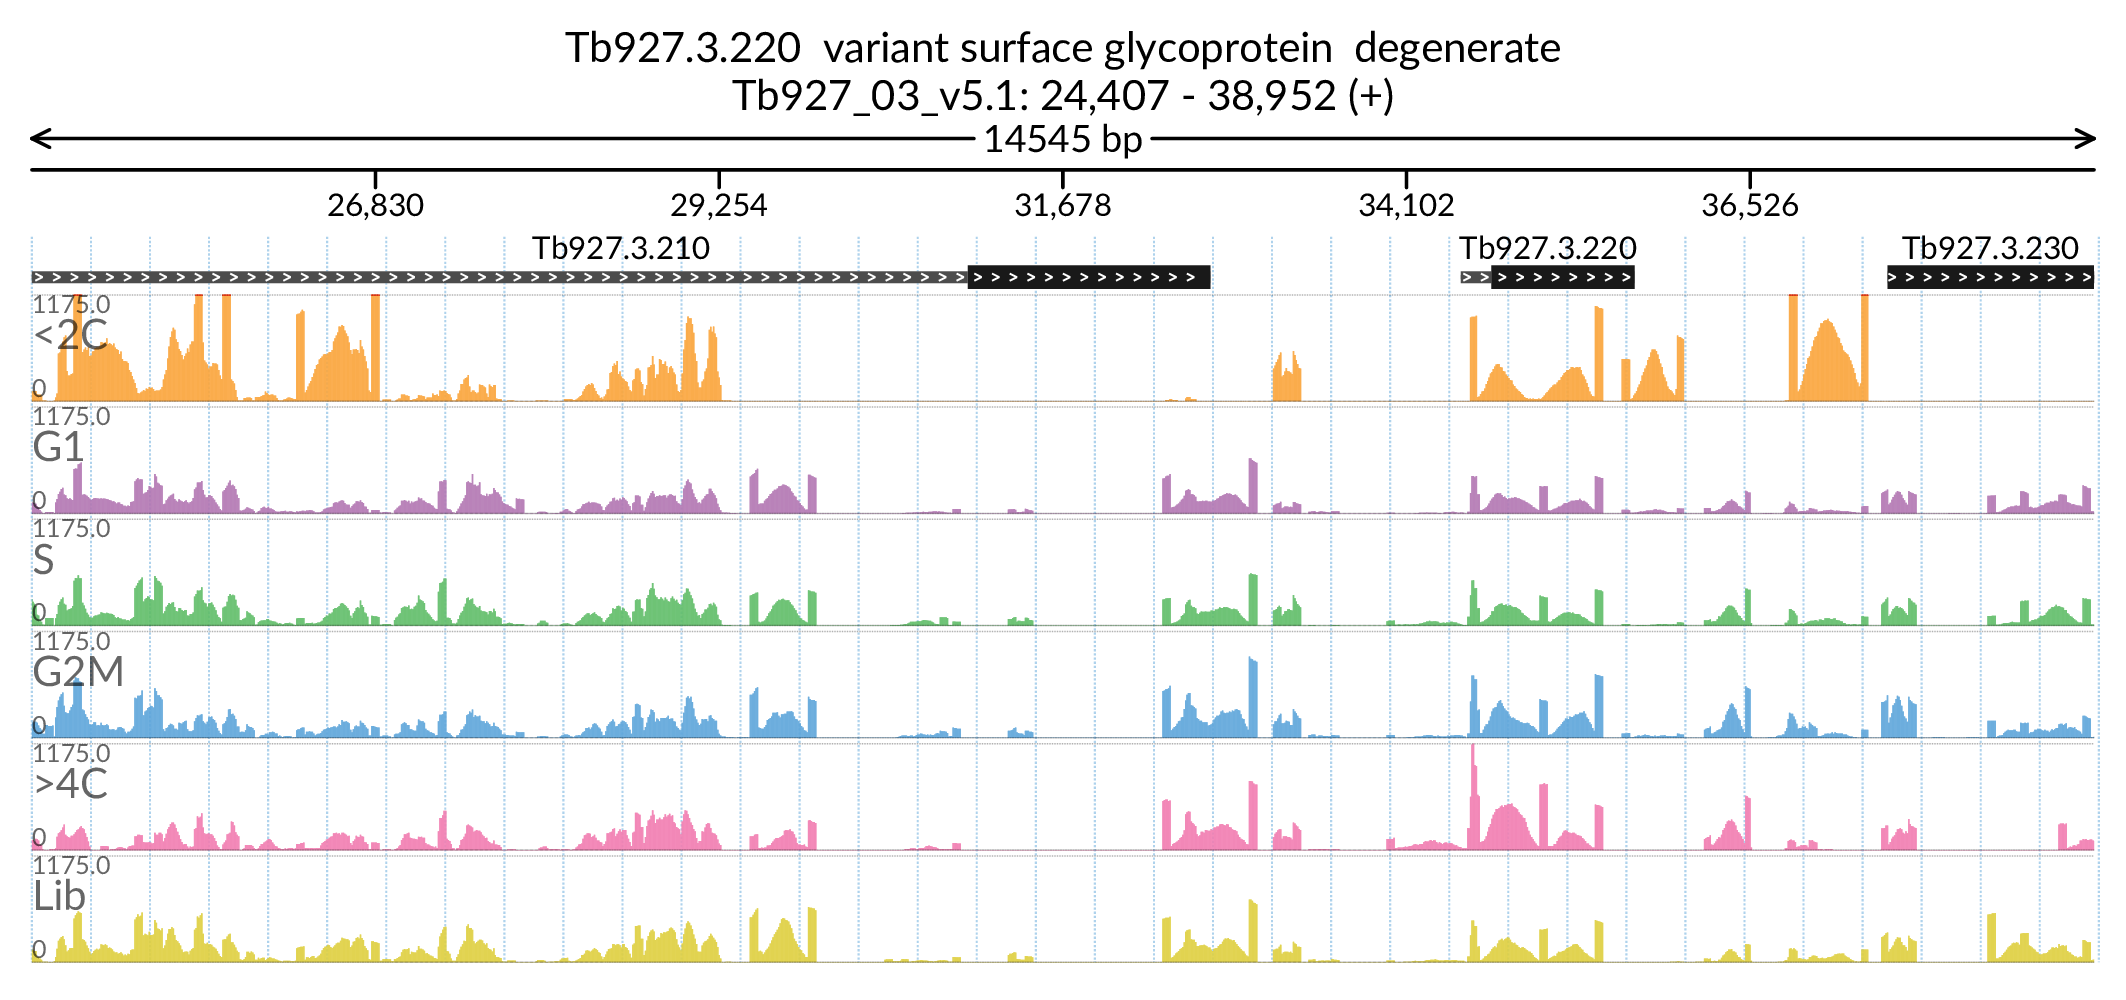 Tb927.3.220 variant surface glycoprotein degenerate
Tb927_03_v5.1: 24,407 - 38,952 (+)
14545 bp
26,830 29,254 31,678 34,102 36,526
Tb927.3.210 Tb927.3.220 Tb927.3.230
1175.0
<2C
0
1175.0
G1
0
1175.0
S
0
1175.0
G2M
0
1175.0
>4C
0
1175.0
Lib
0